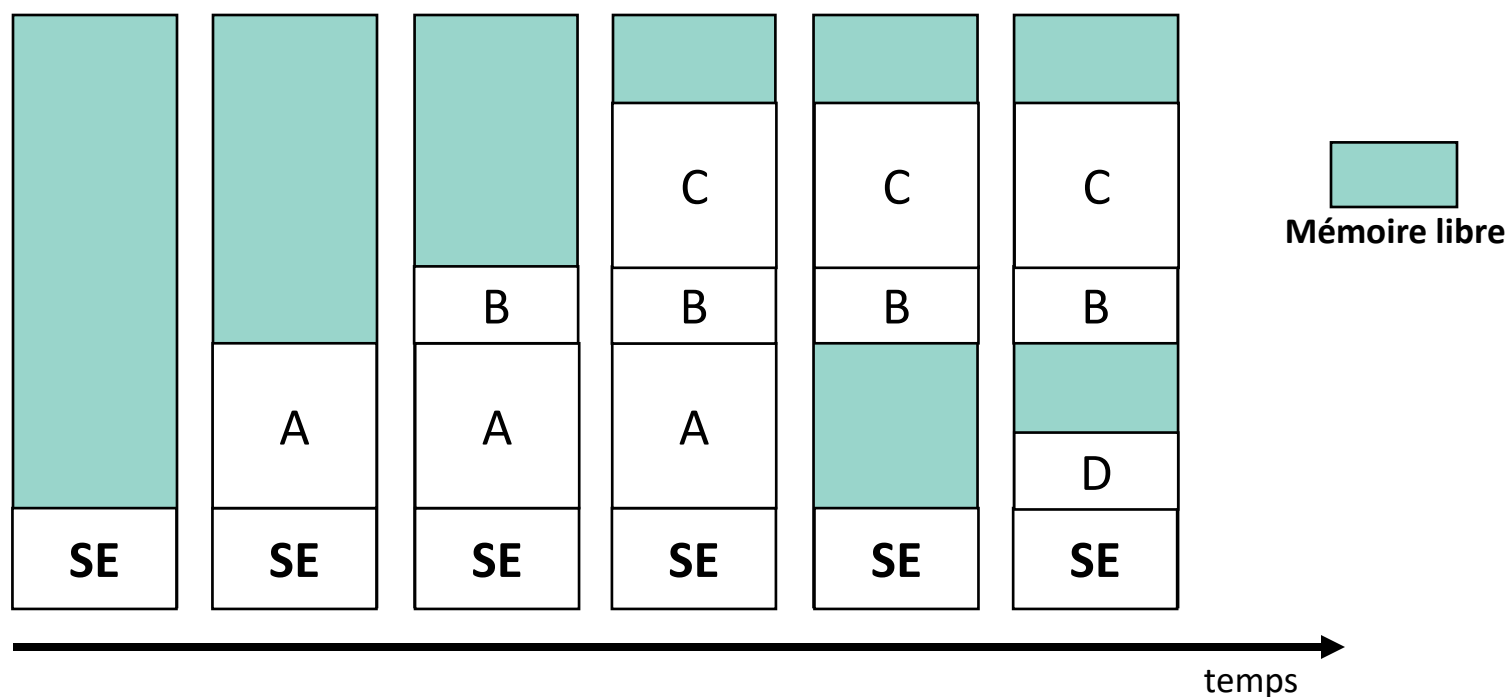 C C C
B B B B
A A A
D
SE SE SE SE SE SE
Mémoire libre
temps